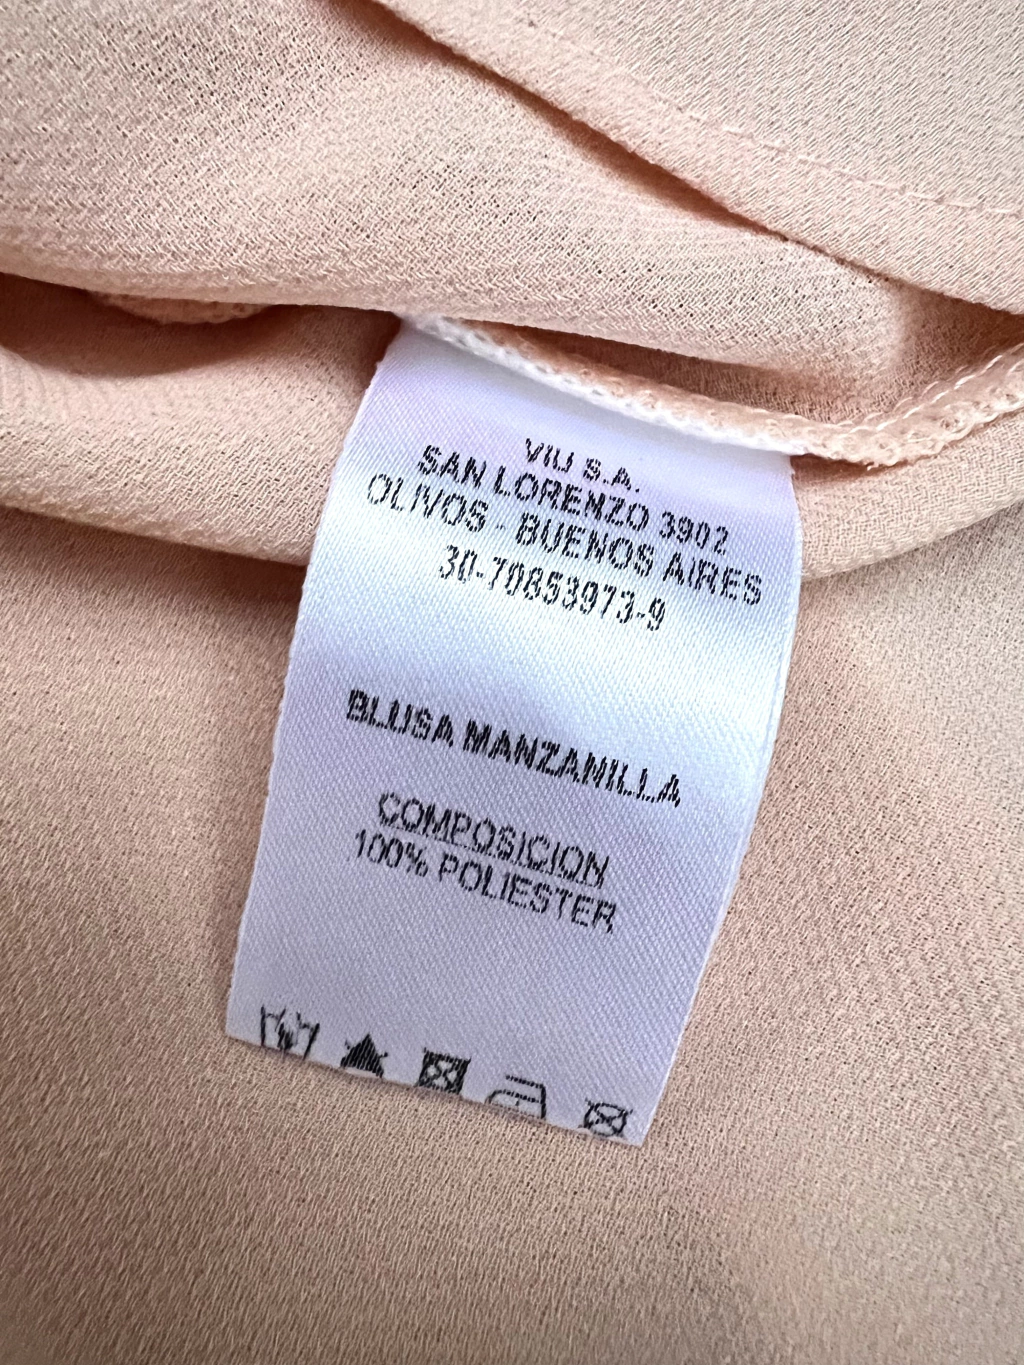 VIU S.A.
SAN LORENZO 3902
OLIVOS - BUENOS AIRES
30-70853973-9
BLUSA MANZANILLA
COMPOSICION
100% POLIESTER